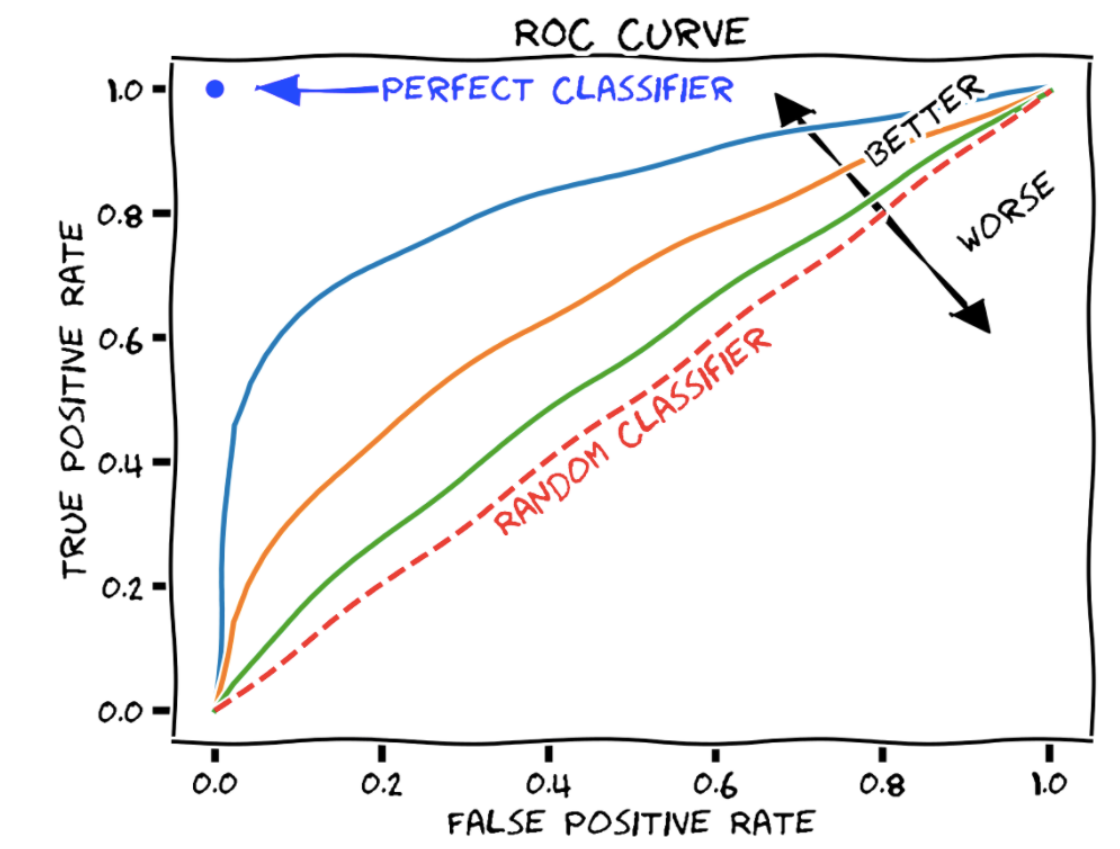 ROC CURVE
PERFECT CLASSIFIER
BETTER
WORSE
RANDOM CLASSIFIER
TRUE POSITIVE RATE
1.0
0.8
0.6
0.4
0.2
0.0
0.0 0.2 0.4 0.6 0.8 1.0
FALSE POSITIVE RATE